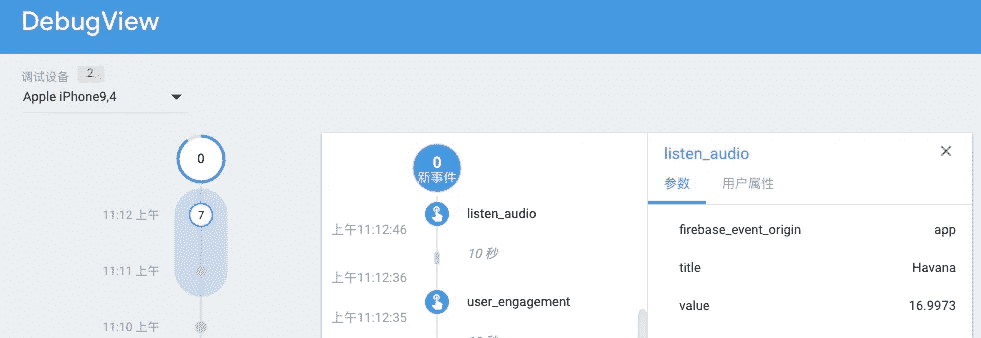 DebugView
调试设备 2
Apple iPhone9,4
0
11:12 上午 7
11:11 上午
11:10 上午
0
新事件
listen_audio
上午11:12:46
10 秒
上午11:12:36
user_engagement
上午11:12:35
listen_audio
参数 用户属性
firebase_event_origin app
title Havana
value 16.9973